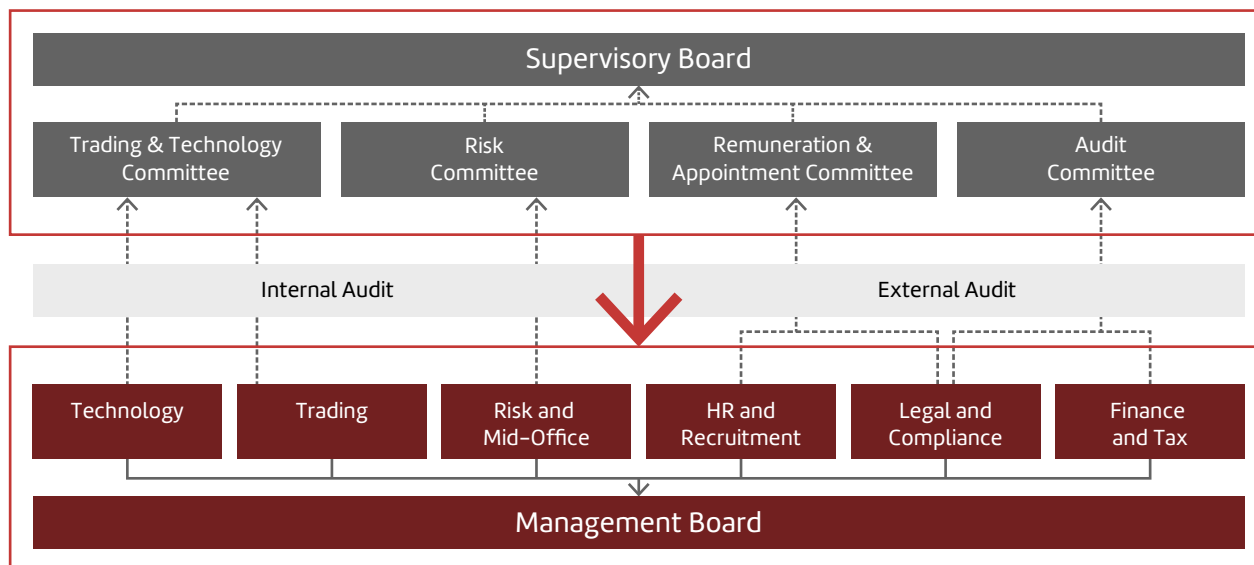 Supervisory Board
Trading & Technology
Committee
Risk
Committee
Remuneration &
Appointment Committee
Audit
Committee
Internal Audit
External Audit
Technology
Trading
Risk and
Mid-Office
HR and
Recruitment
Legal and
Compliance
Finance
and Tax
Management Board